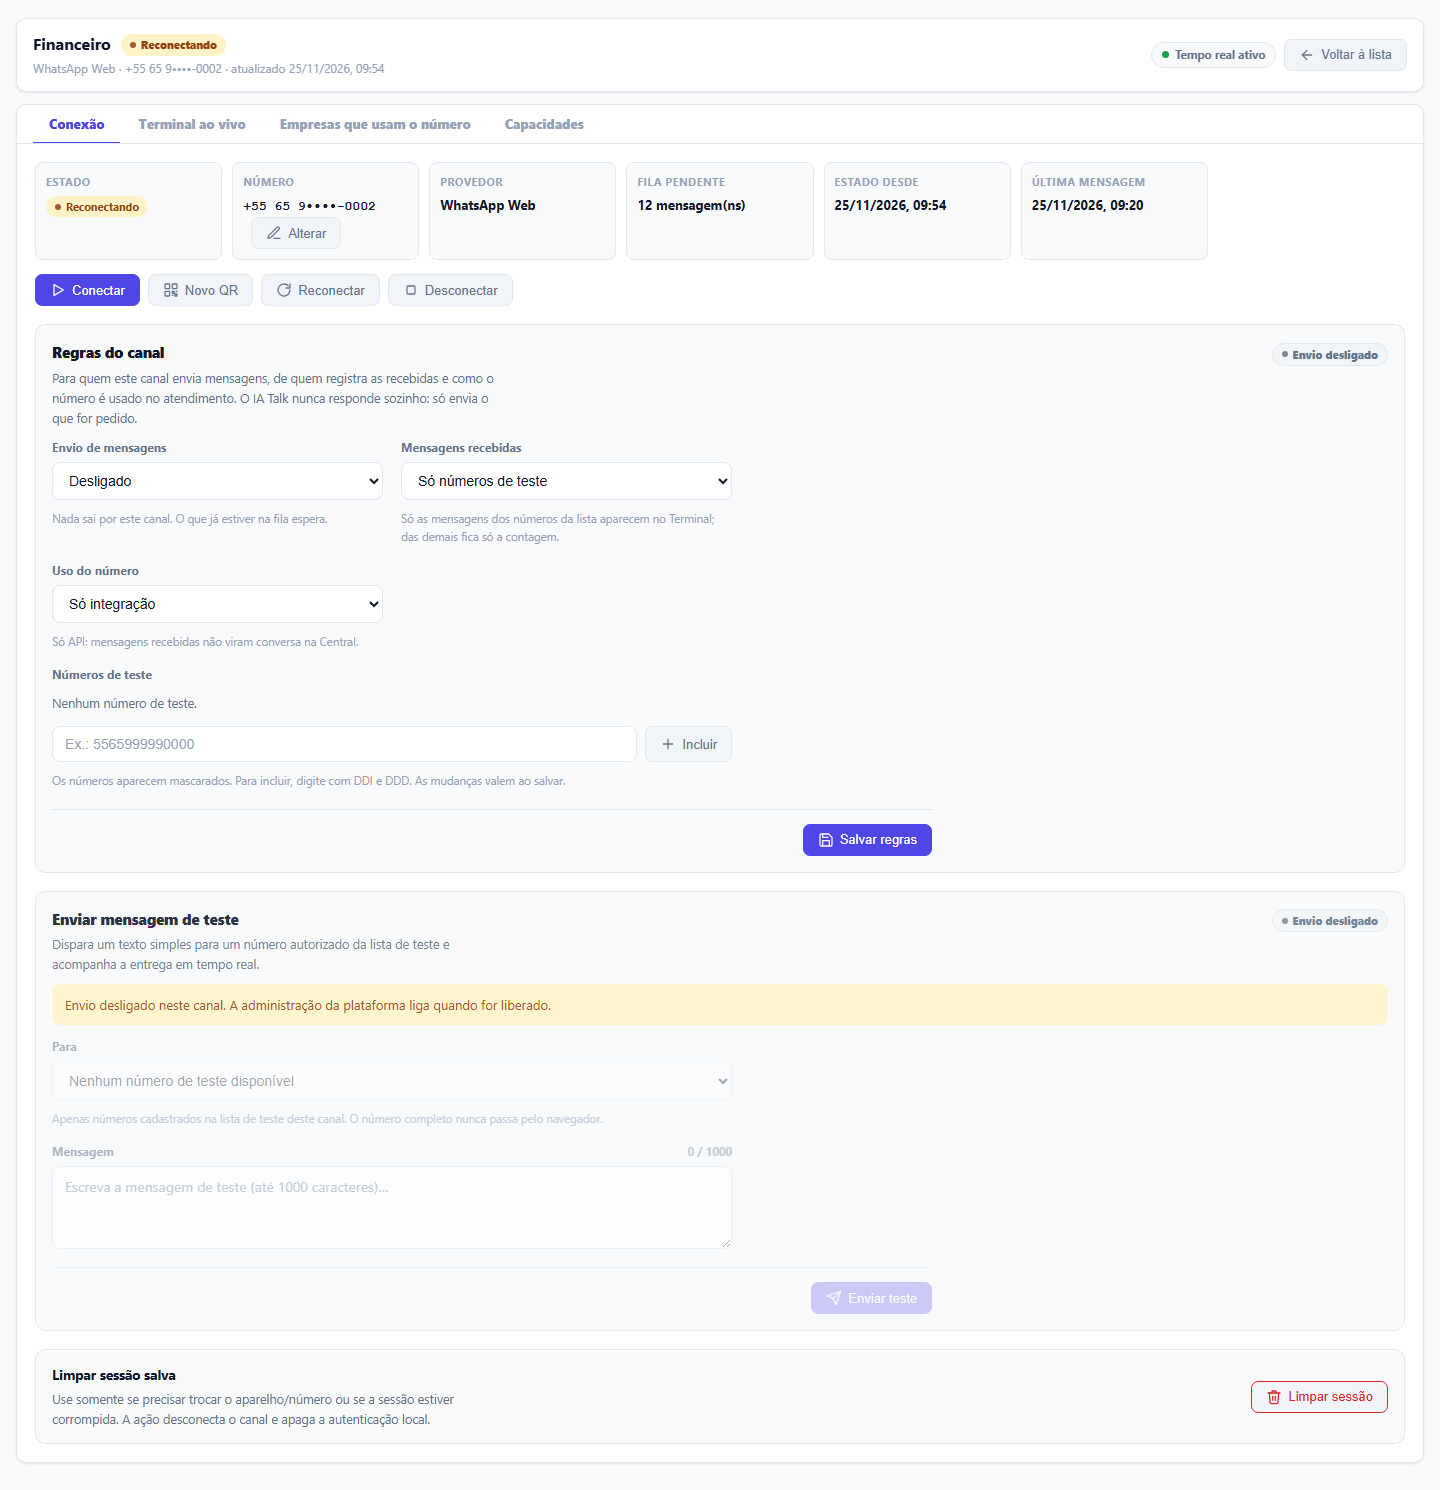 Financeiro
Reconectando
WhatsApp Web · +55 65 9••••-0002 · atualizado 25/11/2026, 09:54
Tempo real ativo
Voltar à lista
Conexão
Terminal ao vivo
Empresas que usam o número
Capacidades
ESTADO
Reconectando
NÚMERO
+55 65 9••••-0002
Alterar
PROVEDOR
WhatsApp Web
FILA PENDENTE
12 mensagem(ns)
ESTADO DESDE
25/11/2026, 09:54
ÚLTIMA MENSAGEM
25/11/2026, 09:20
Conectar
Novo QR
Reconectar
Desconectar
Regras do canal
Envio desligado
Para quem este canal envia mensagens, de quem registra as recebidas e como o
número é usado no atendimento. O IA Talk nunca responde sozinho: só envia o
que for pedido.
Envio de mensagens
Mensagens recebidas
Desligado
Só números de teste
Nada sai por este canal. O que já estiver na fila espera.
Só as mensagens dos números da lista aparecem no Terminal;
das demais fica só a contagem.
Uso do número
Só integração
Só API: mensagens recebidas não viram conversa na Central.
Números de teste
Nenhum número de teste.
Ex.: 5565999990000
Incluir
Os números aparecem mascarados. Para incluir, digite com DDI e DDD. As mudanças valem ao salvar.
Salvar regras
Enviar mensagem de teste
Envio desligado
Dispara um texto simples para um número autorizado da lista de teste e
acompanha a entrega em tempo real.
Envio desligado neste canal. A administração da plataforma liga quando for liberado.
Para
Nenhum número de teste disponível
Apenas números cadastrados na lista de teste deste canal. O número completo nunca passa pelo navegador.
Mensagem
0 / 1000
Escreva a mensagem de teste (até 1000 caracteres)...
Enviar teste
Limpar sessão salva
Use somente se precisar trocar o aparelho/número ou se a sessão estiver
corrompida. A ação desconecta o canal e apaga a autenticação local.
Limpar sessão